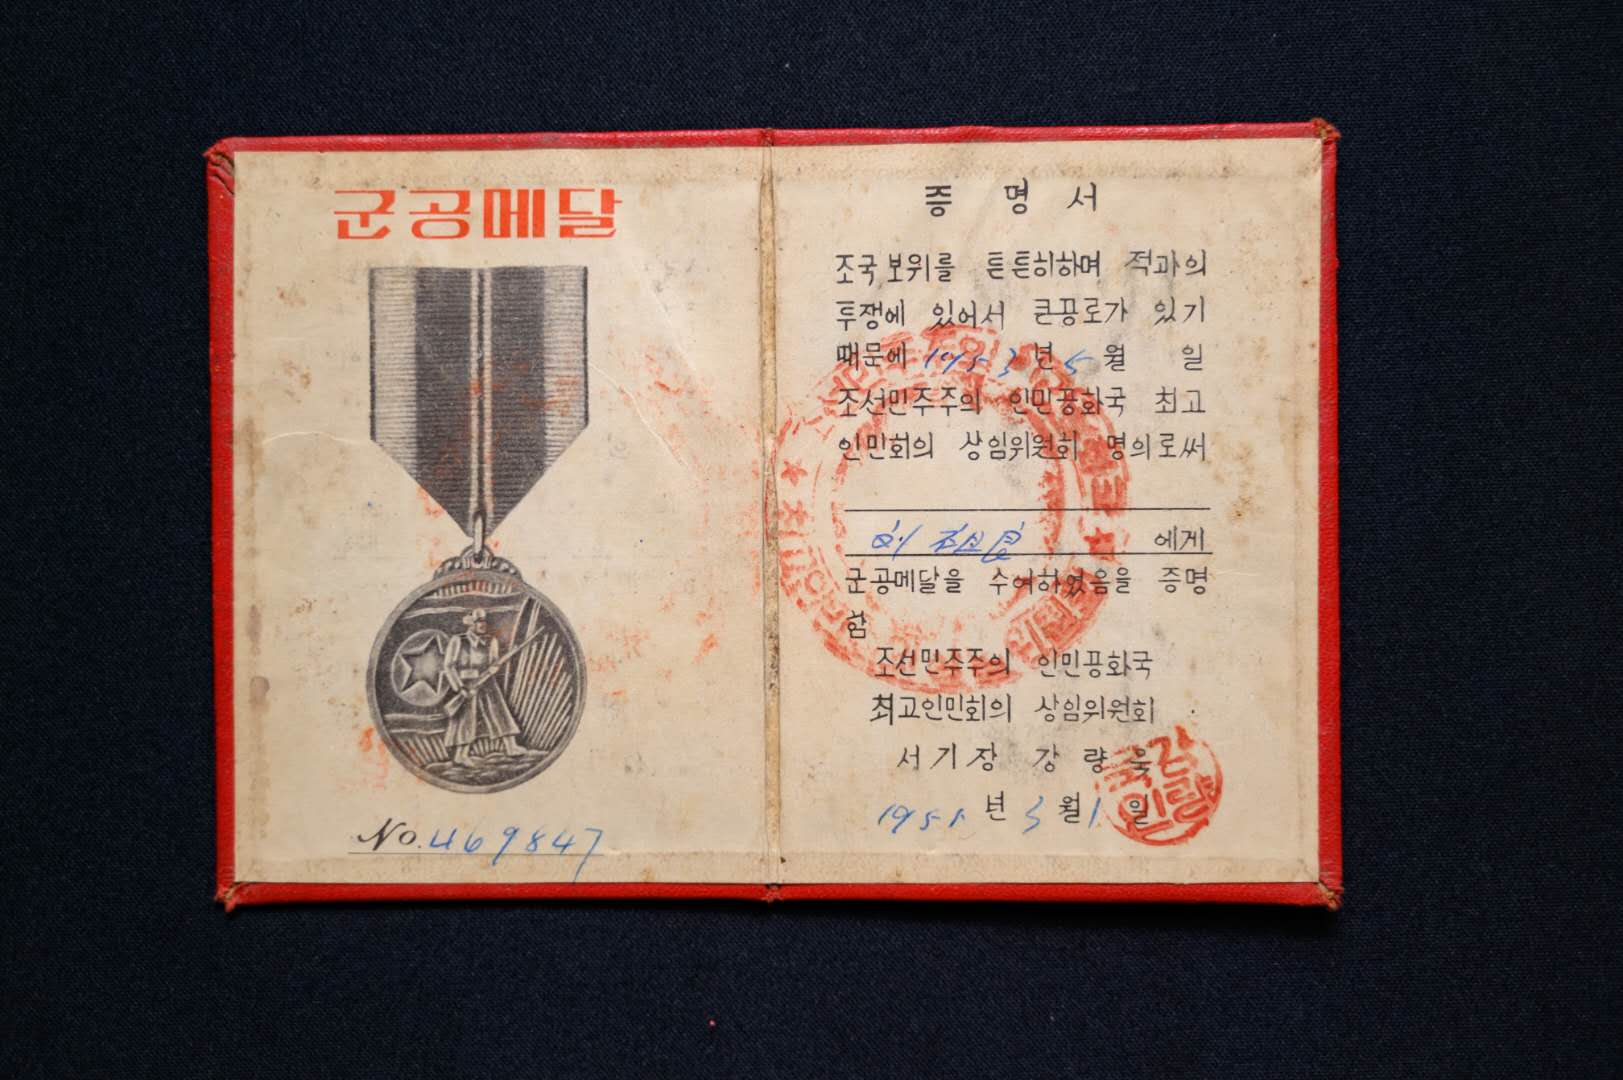 군공메달
No. 469847
증 명 서
조국보위를 튼튼히하며 적과의
투쟁에 있어서 큰공로가 있기
때문에 1953 년 5 월 일
조선민주주의 인민공화국 최고
인민회의 상임위원회 명의로써
刘 에게
군공메달을 수여하였음을 증명
함
조선민주주의 인민공화국
최고인민회의 상임위원회
서기장 강량욱
1951 년 3 월 1 일